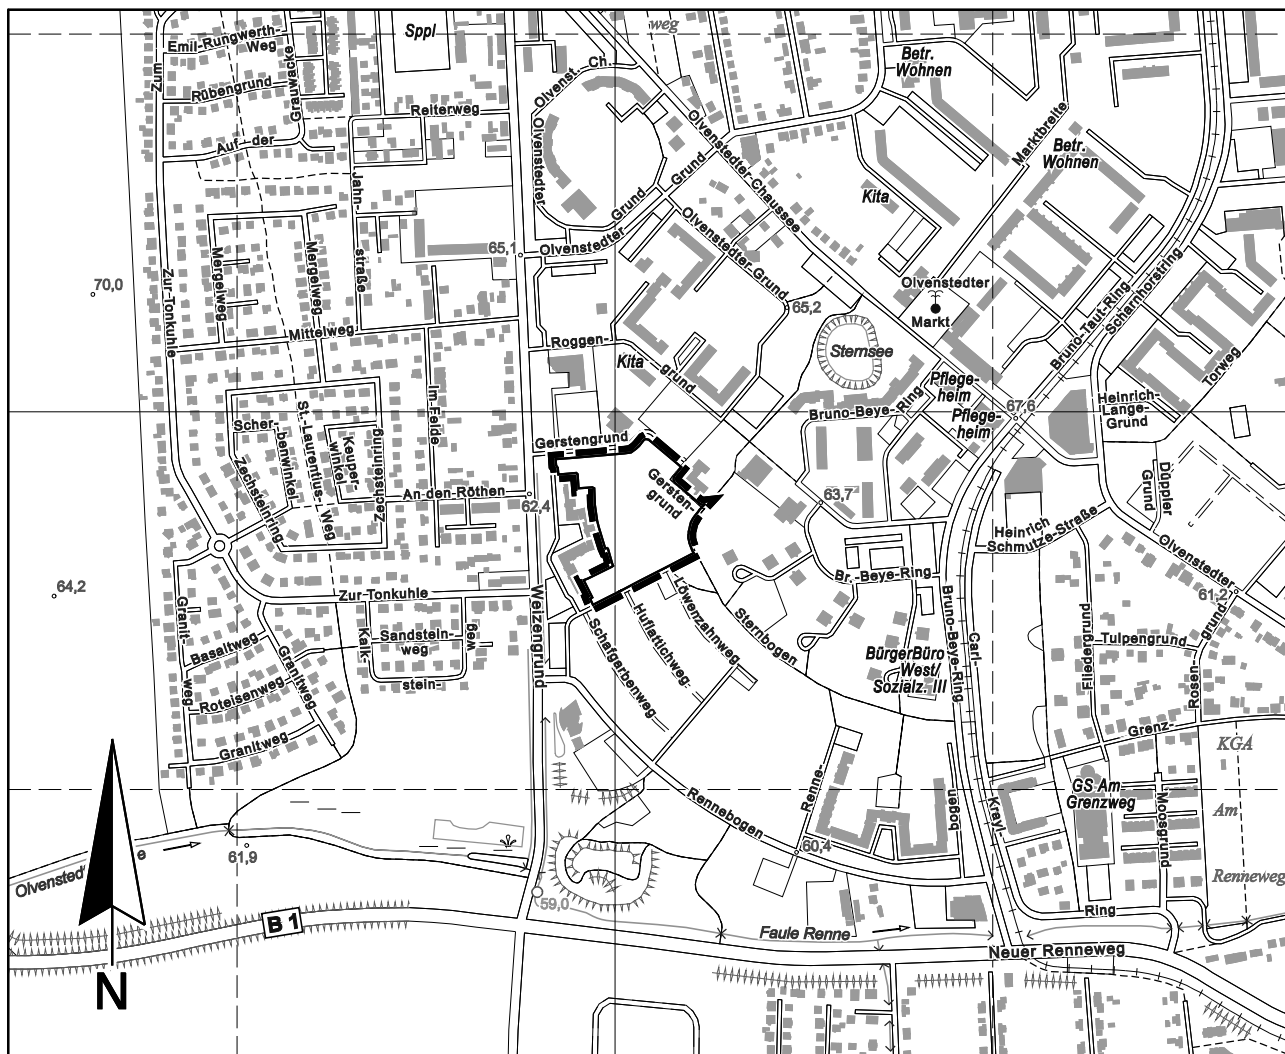 weg
Sppl
Emil-Rungwerth-
Weg
Zum
Grauwacke
Rübengrund
Auf-der
Reiterweg
Olvenst. Ch.
Olvenstedter
Betr.
Wohnen
Olvenstedter-Chaussee
Marktbreite
Betr.
Wohnen
Kita
Grund
Grund
Olvenstedter
65,1
Olvenstedter-Grund
65,2
Jahn-
straße
Mergelweg
Mergelweg
Mittelweg
Zur-Tonkuhle
70,0
Olvenstedter
Markt
Bruno-Taut-Ring
Scharnhorstring
Torweg
Roggen-
grund
Kita
Sternsee
Bruno-Beye-Ring
Pflege-
heim
Pflege-
heim
67,6
Heinrich-
Lange-
Grund
Düppler
Grund
Im-Felde
Scher-
benwinkel
St.-Laurentius-
Weg
Keuper-
winkel
Zechsteinring
Zechsteinring
An-den-Röthen
62,4
Gerstengrund
Gersten-
grund
63,7
Heinrich
Schmutze-Straße
Olvenstedter
61,2
grund
Rosen-
Br.-Beye-Ring
64,2
Zur-Tonkuhle
Weizengrund
Granit-
weg
Basaltweg
Granitweg
Roteisenweg
Granitweg
Kalk-
Sandstein-
weg
stein-
weg
Schafgarbenweg
Huflattichweg
Löwenzahnweg
Sternbogen
BürgerBüro
West/
Sozialz. III
Bruno-Beye-Ring
Carl-
Krayl-
Ring
Fliedergrund
Tulpengrund
Grenz-
KGA
Am
Renneweg
GS Am
Grenzweg
Moosgrund
Rennebogen
Renne-
bogen
60,4
61,9
Olvensted
e
59,0
B 1
Faule Renne
Neuer Renneweg
N